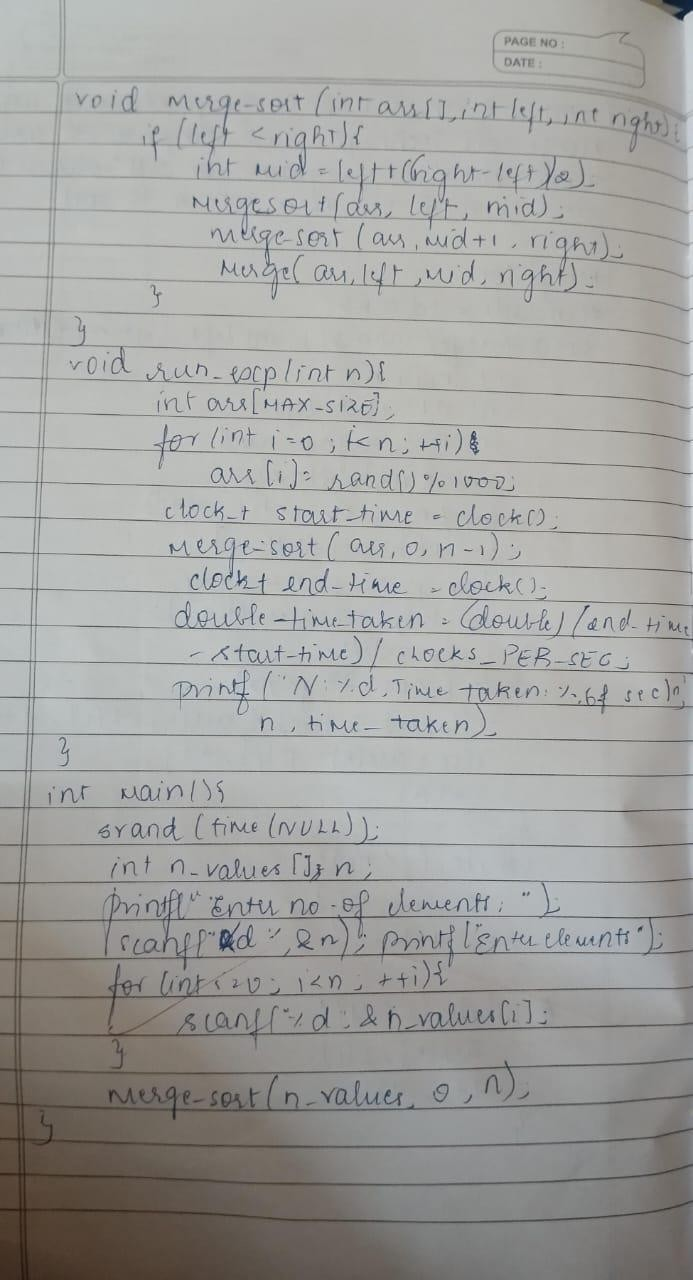 PAGE NO :
DATE :
void merge-sort (int arr[], int left, int right){
if (left < right){
int mid = left+(right-left)/2);
Mergesort(arr, left, mid);
merge-sort (arr, mid+1, right);
Merge( arr, left, mid, right).
}
}
void run_exp(int n){
int arr[MAX-SIZE];
for (int i=0; i<n; ++i){
arr[i]= rand()%1000;
clock_t start-time = clock();
merge-sort (arr, 0, n-1);
clock_t end-time = clock();
double-time-taken = (double) (end-time
- start-time) / chocks_PER-SEC;
printf ("N: %d, Time taken: %.6f sec\n"
n, time_taken)
}
int main(){
srand (time (NULL));
int n_values []; n;
printf(" Enter no of elements: ");
scanf("%d", &n); printf("Enter elements");
for (int i=0; i<n; ++i){
scanf("%d: &n_values[i];
}
merge-sort(n_values, 0, n);
}